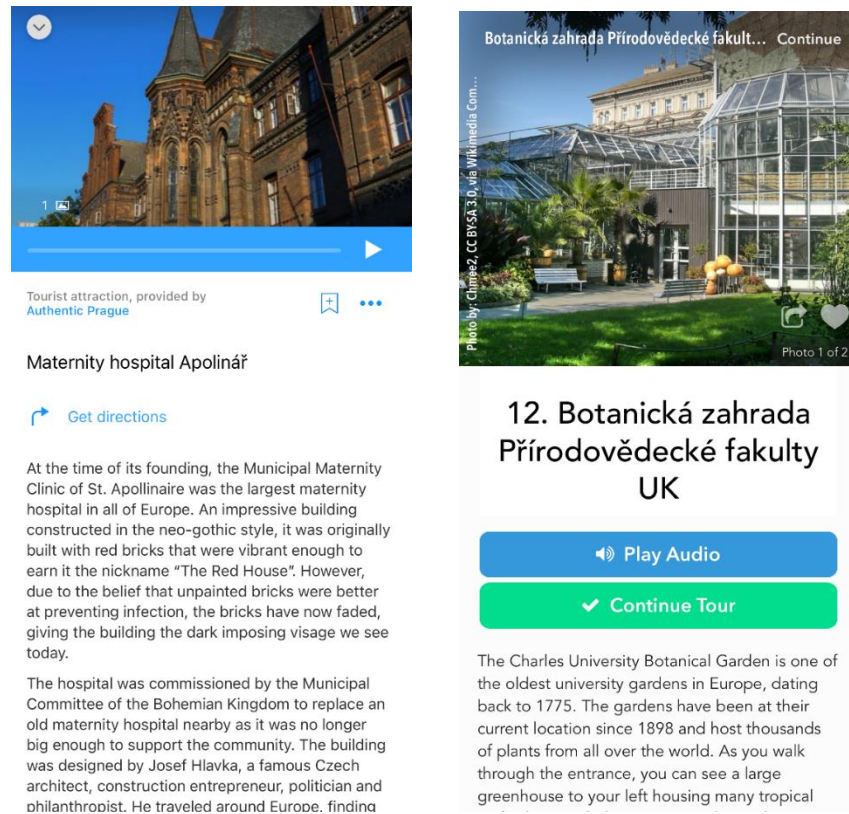 1
Tourist attraction, provided by
Authentic Prague
Maternity hospital Apolinář
Get directions
At the time of its founding, the Municipal Maternity
Clinic of St. Apollinaire was the largest maternity
hospital in all of Europe. An impressive building
constructed in the neo-gothic style, it was originally
built with red bricks that were vibrant enough to
earn it the nickname “The Red House”. However,
due to the belief that unpainted bricks were better
at preventing infection, the bricks have now faded,
giving the building the dark imposing visage we see
today.
The hospital was commissioned by the Municipal
Committee of the Bohemian Kingdom to replace an
old maternity hospital nearby as it was no longer
big enough to support the community. The building
was designed by Josef Hlavka, a famous Czech
architect, construction entrepreneur, politician and
philanthropist. He traveled around Europe, finding
Botanická zahrada Přírodovědecké fakult... Continue
Photo by: Chmee2, CC BY-SA 3.0, via Wikimedia Com...
Photo 1 of 2
12. Botanická zahrada
Přírodovědecké fakulty
UK
Play Audio
Continue Tour
The Charles University Botanical Garden is one of
the oldest university gardens in Europe, dating
back to 1775. The gardens have been at their
current location since 1898 and host thousands
of plants from all over the world. As you walk
through the entrance, you can see a large
greenhouse to your left housing many tropical